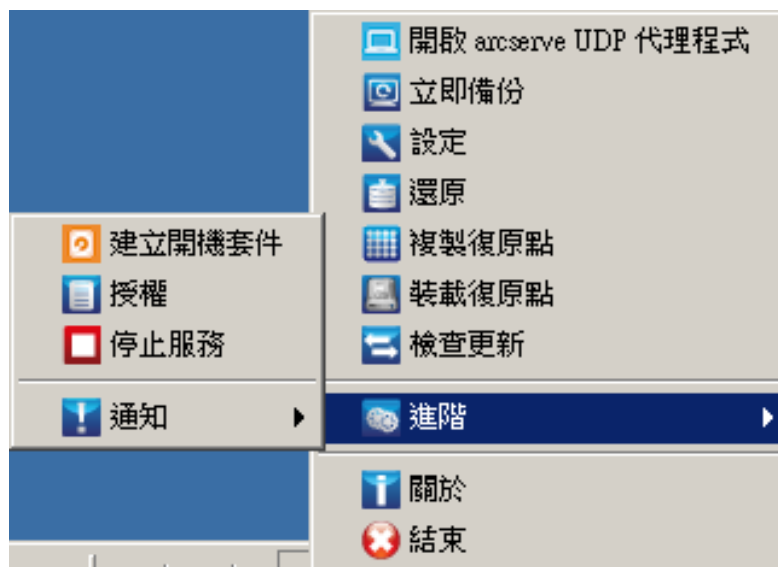 開啟 arcserve UDP 代理程式
立即備份
設定
還原
複製復原點
裝載復原點
檢查更新
進階
關於
結束
建立開機套件
授權
停止服務
通知